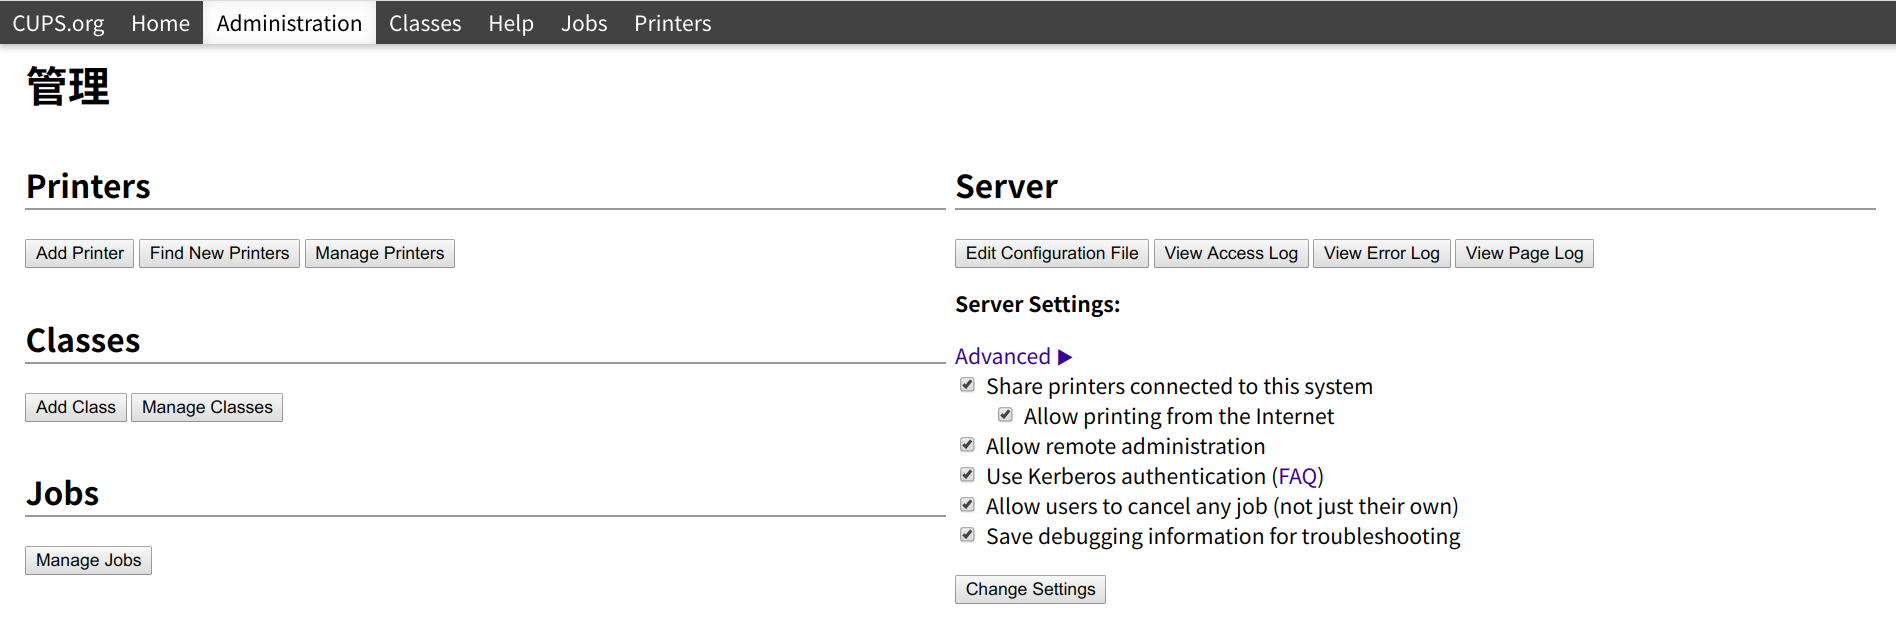 CUPS.org Home Administration Classes Help Jobs Printers
管理
Printers
Add Printer Find New Printers Manage Printers
Classes
Add Class Manage Classes
Jobs
Manage Jobs
Server
Edit Configuration File View Access Log View Error Log View Page Log
Server Settings:
Advanced ▶
Share printers connected to this system
Allow printing from the Internet
Allow remote administration
Use Kerberos authentication (FAQ)
Allow users to cancel any job (not just their own)
Save debugging information for troubleshooting
Change Settings